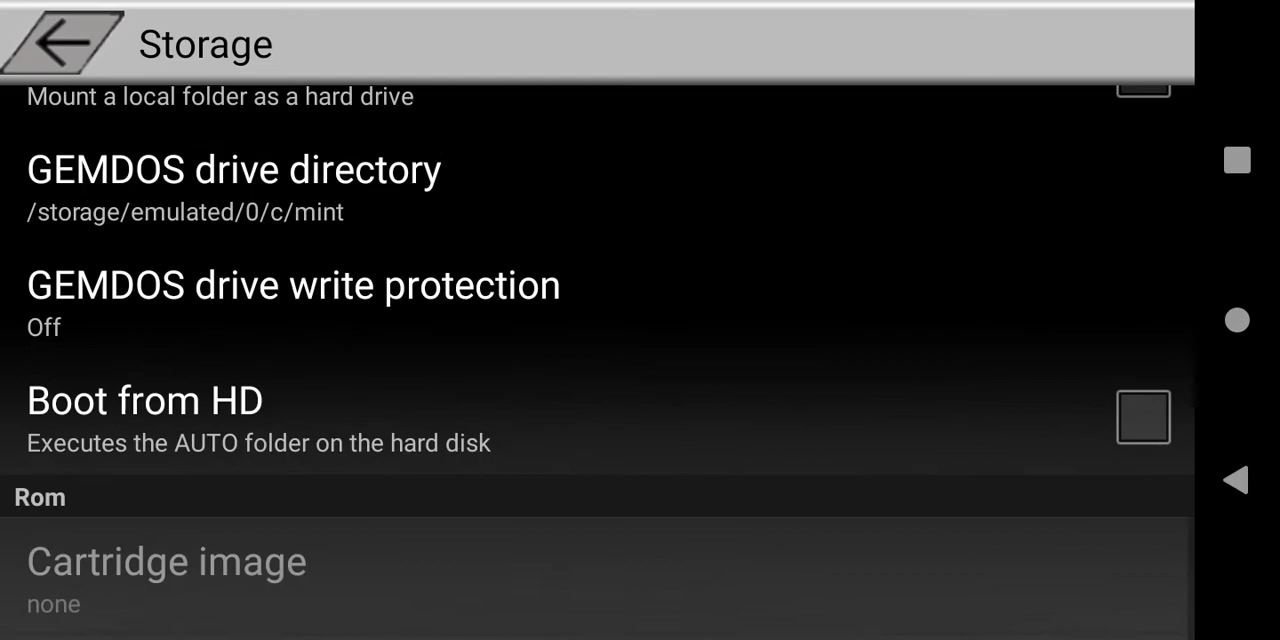 Storage
Mount a local folder as a hard drive
GEMDOS drive directory
/storage/emulated/0/c/mint
GEMDOS drive write protection
Off
Boot from HD
Executes the AUTO folder on the hard disk
Rom
Cartridge image
none